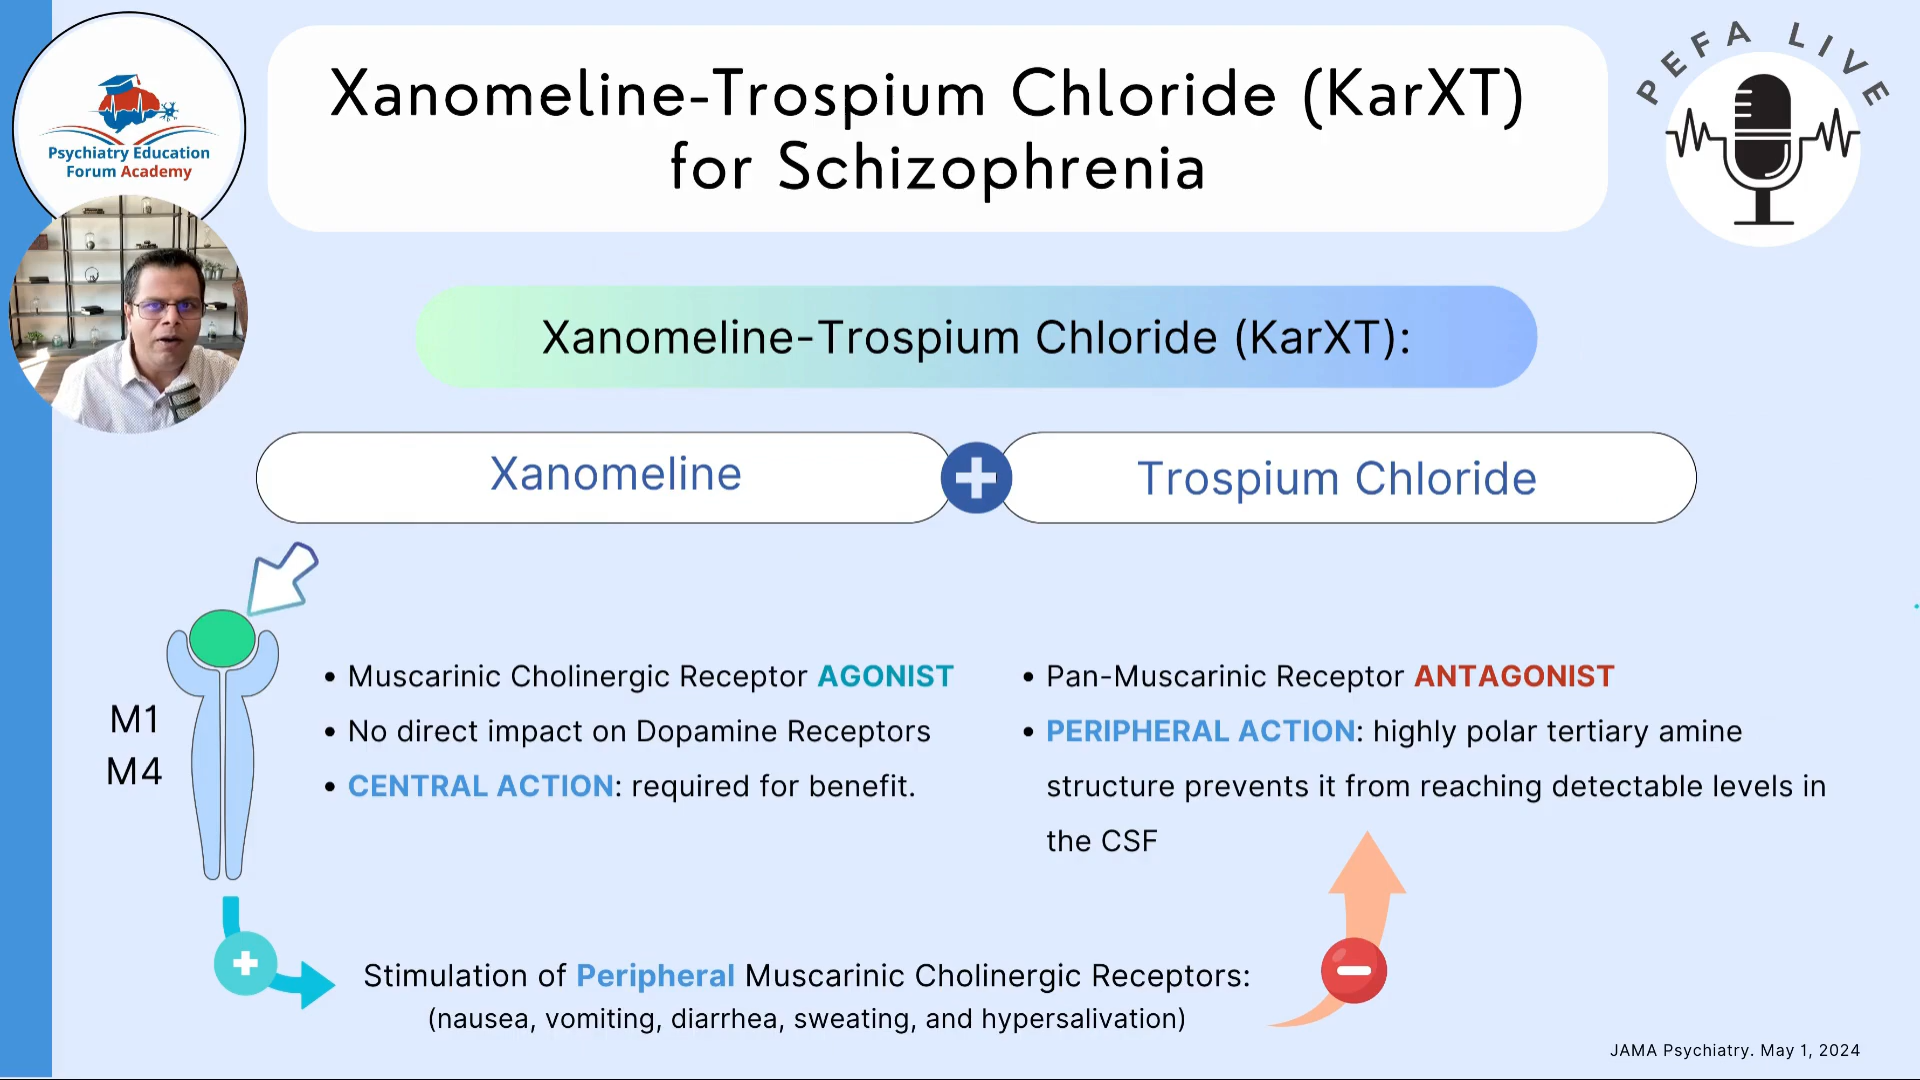 Psychiatry Education
Forum Academy
Xanomeline-Trospium Chloride (KarXT)
for Schizophrenia
PEFA LIVE
Xanomeline-Trospium Chloride (KarXT):
Xanomeline
Trospium Chloride
M1
M4
• Muscarinic Cholinergic Receptor AGONIST
• No direct impact on Dopamine Receptors
• CENTRAL ACTION: required for benefit.
• Pan-Muscarinic Receptor ANTAGONIST
• PERIPHERAL ACTION: highly polar tertiary amine
structure prevents it from reaching detectable levels in
the CSF
Stimulation of Peripheral Muscarinic Cholinergic Receptors:
(nausea, vomiting, diarrhea, sweating, and hypersalivation)
JAMA Psychiatry. May 1, 2024